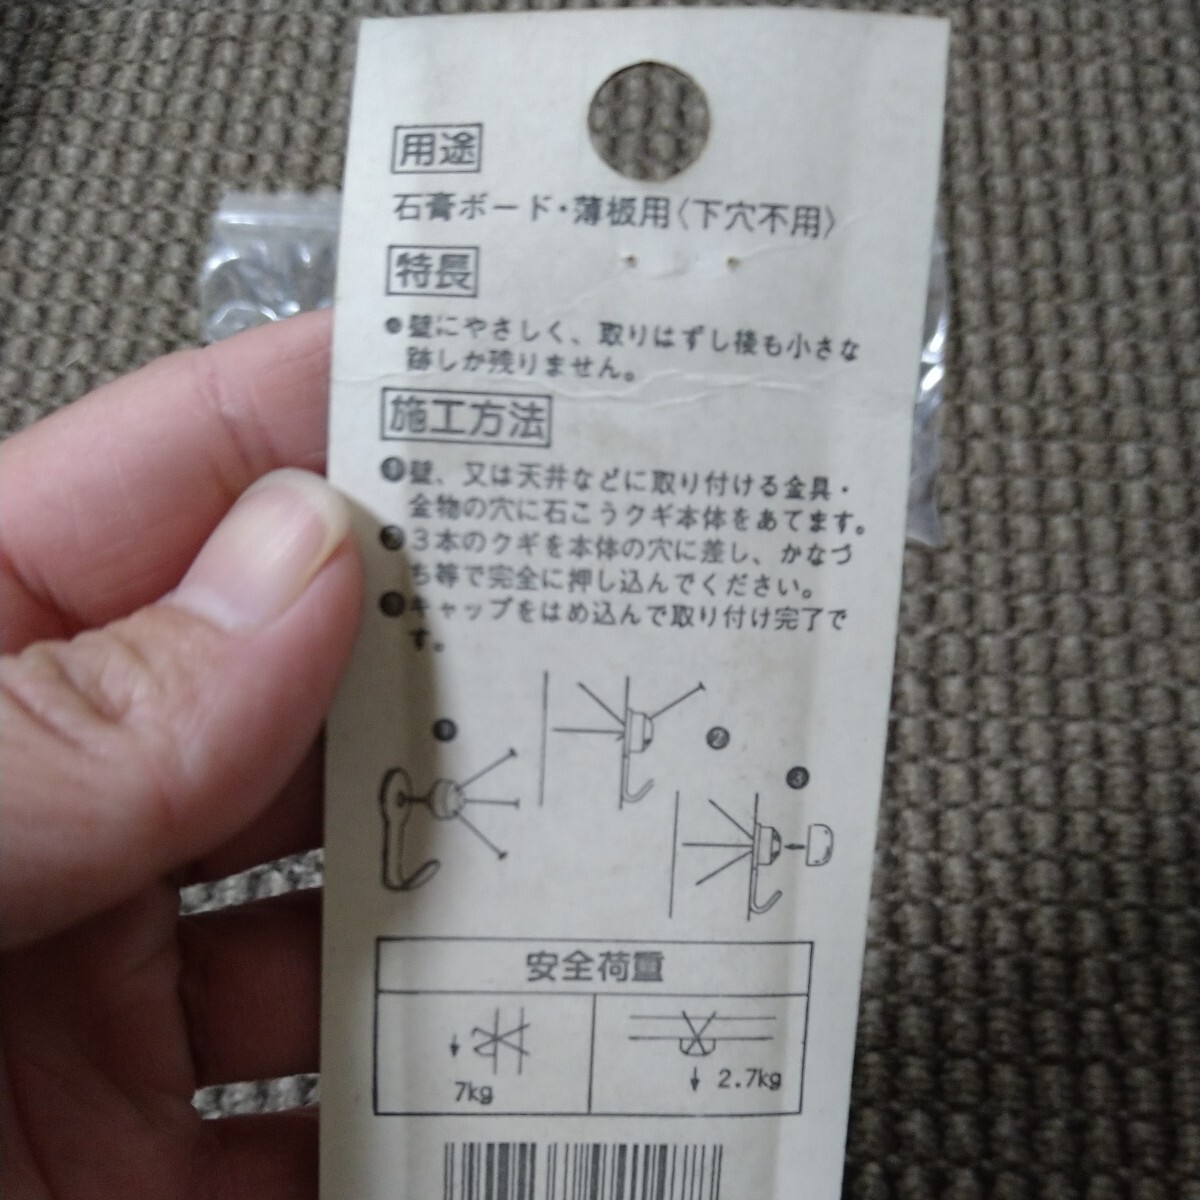 用途
石膏ボード・薄板用〈下穴不用〉
特長
●壁にやさしく、取りはずし後も小さな
跡しか残りません。
施工方法
❶壁、又は天井などに取り付ける金具・
金物の穴に石こうクギ本体をあてます。
❷3本のクギを本体の穴に差し、かなづ
ち等で完全に押し込んでください。
❸キャップをはめ込んで取り付け完了で
す。
❶
❷
❸
安全荷重
7kg
2.7kg